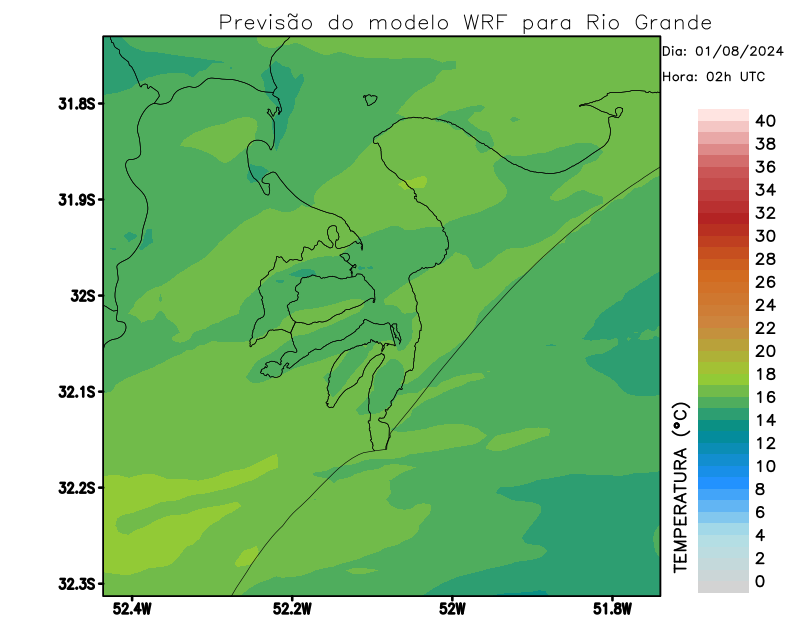 Previsão do modelo WRF para Rio Grande
Dia: 01/08/2024
Hora: 02h UTC
31.8S
31.9S
32S
32.1S
32.2S
32.3S
52.4W
52.2W
52W
51.8W
40
38
36
34
32
30
28
26
24
22
20
18
16
14
12
10
8
6
4
2
0
TEMPERATURA (°C)